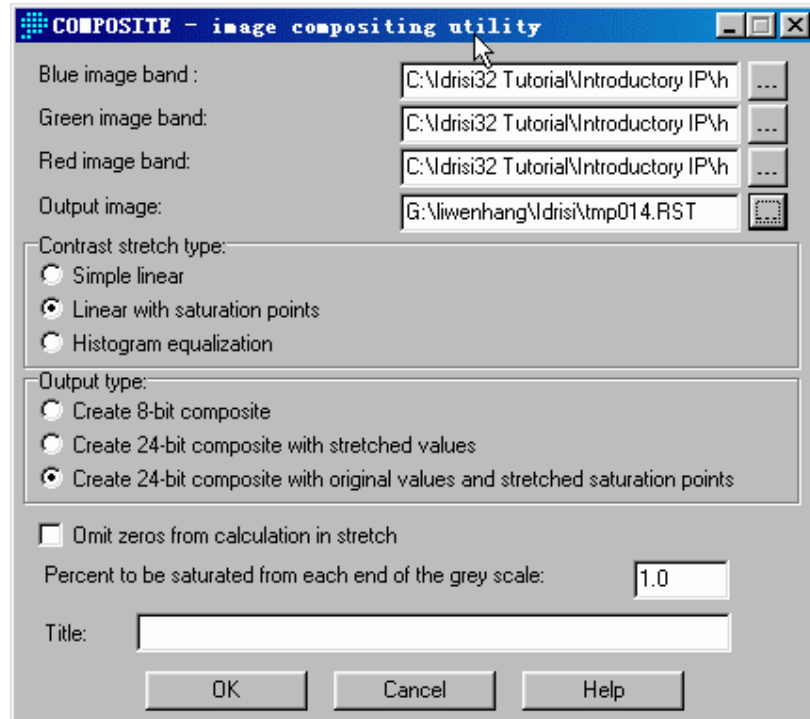 COMPOSITE - image compositing utility
Blue image band :
C:\Idrisi32 Tutorial\Introductory IP\h
...
Green image band:
C:\Idrisi32 Tutorial\Introductory IP\h
...
Red image band:
C:\Idrisi32 Tutorial\Introductory IP\h
...
Output image:
G:\liwenhang\Idrisi\tmp014.RST
...
Contrast stretch type:
Simple linear
Linear with saturation points
Histogram equalization
Output type:
Create 8-bit composite
Create 24-bit composite with stretched values
Create 24-bit composite with original values and stretched saturation points
Omit zeros from calculation in stretch
Percent to be saturated from each end of the grey scale:
1.0
Title:
OK
Cancel
Help